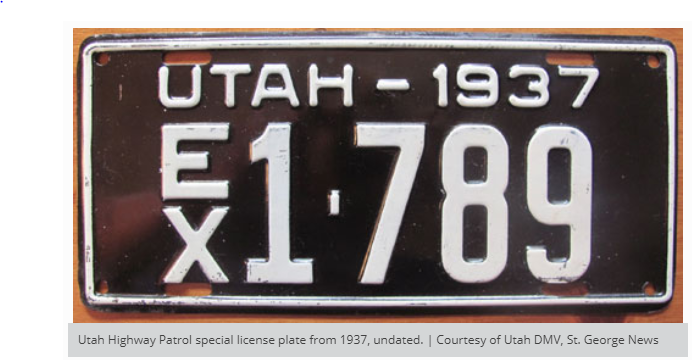 UTAH - 1937
EX 1·789
Utah Highway Patrol special license plate from 1937, undated. | Courtesy of Utah DMV, St. George News